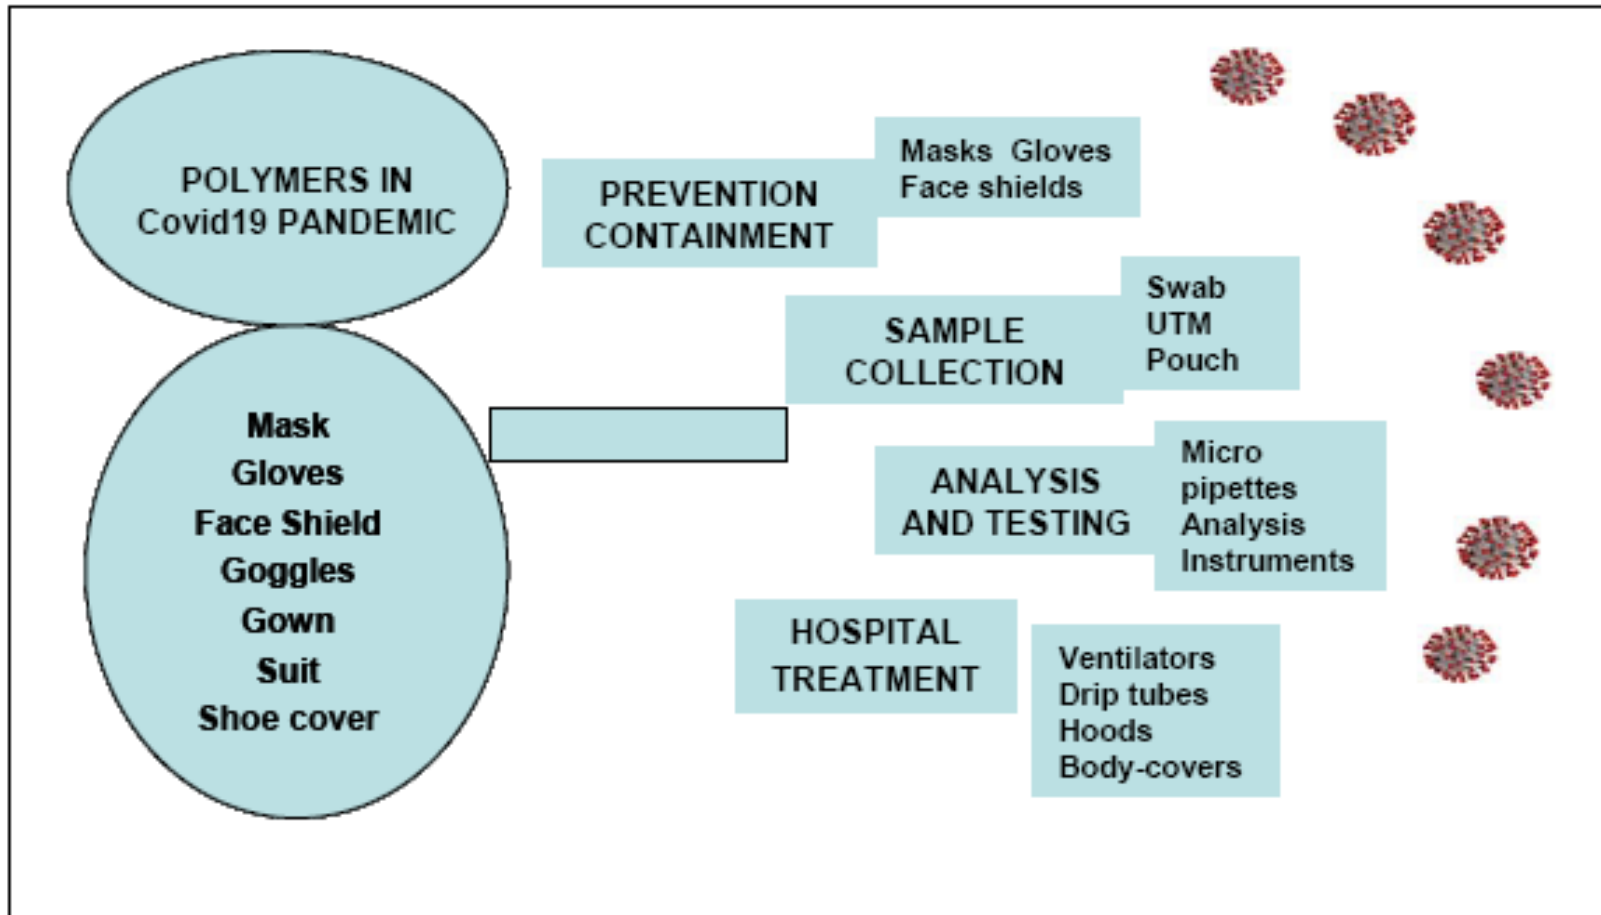 POLYMERS IN
Covid19 PANDEMIC
Mask
Gloves
Face Shield
Goggles
Gown
Suit
Shoe cover
PREVENTION
CONTAINMENT
Masks Gloves
Face shields
SAMPLE
COLLECTION
Swab
UTM
Pouch
ANALYSIS
AND TESTING
Micro
pipettes
Analysis
Instruments
HOSPITAL
TREATMENT
Ventilators
Drip tubes
Hoods
Body-covers